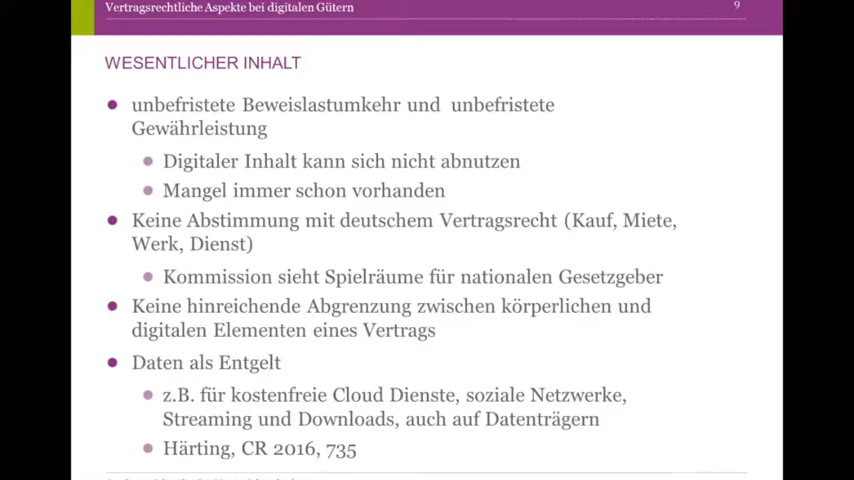 Vertragsrechtliche Aspekte bei digitalen Gütern
9
WESENTLICHER INHALT
unbefristete Beweislastumkehr und unbefristete
Gewährleistung
Digitaler Inhalt kann sich nicht abnutzen
Mangel immer schon vorhanden
Keine Abstimmung mit deutschem Vertragsrecht (Kauf, Miete,
Werk, Dienst)
Kommission sieht Spielräume für nationalen Gesetzgeber
Keine hinreichende Abgrenzung zwischen körperlichen und
digitalen Elementen eines Vertrags
Daten als Entgelt
z.B. für kostenfreie Cloud Dienste, soziale Netzwerke,
Streaming und Downloads, auch auf Datenträgern
Härting, CR 2016, 735